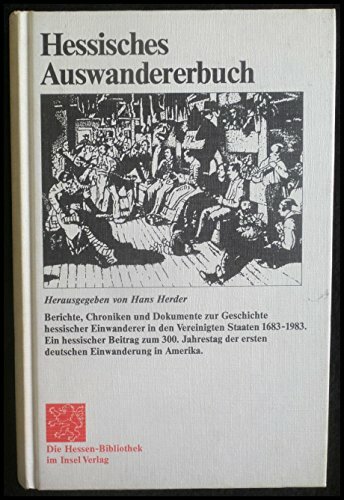 Hessisches
Auswandererbuch
Herausgegeben von Hans Herder
Berichte, Chroniken und Dokumente zur Geschichte
hessischer Einwanderer in den Vereinigten Staaten 1683-1983.
Ein hessischer Beitrag zum 300. Jahrestag der ersten
deutschen Einwanderung in Amerika.
Die Hessen-Bibliothek
im Insel Verlag